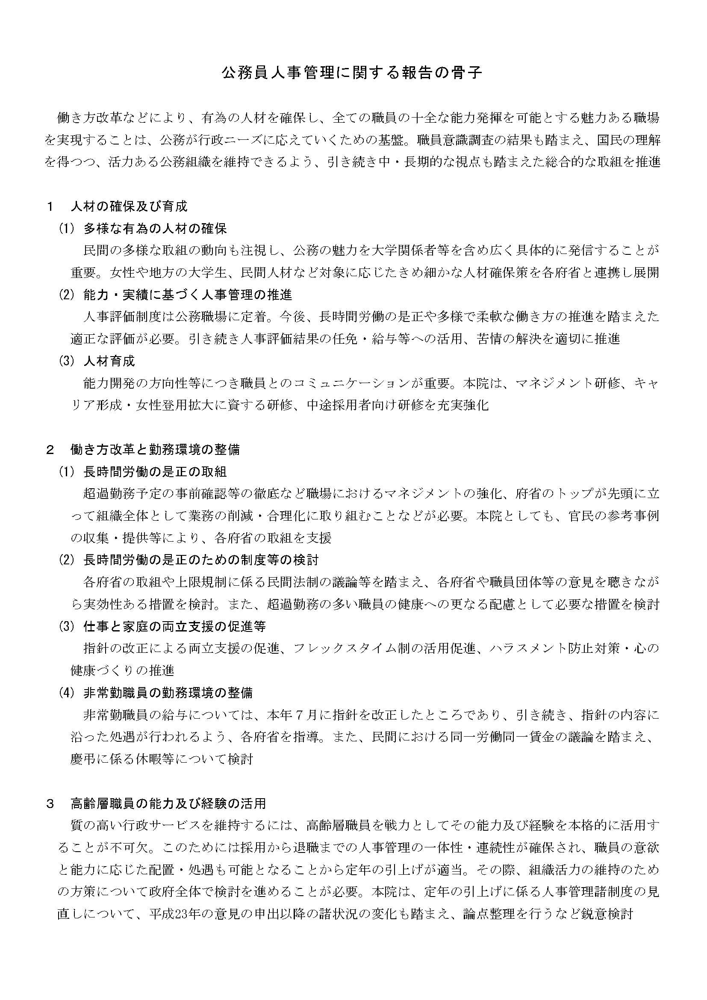 公務員人事管理に関する報告の骨子
働き方改革などにより、有為の人材を確保し、全ての職員の十全な能力発揮を可能とする魅力ある職場
を実現することは、公務が行政ニーズに応えていくための基盤。職員意識調査の結果も踏まえ、国民の理解
を得つつ、活力ある公務組織を維持できるよう、引き続き中・長期的な視点も踏まえた総合的な取組を推進
１　人材の確保及び育成
(1) 多様な有為の人材の確保
民間の多様な取組の動向も注視し、公務の魅力を大学関係者等を含め広く具体的に発信することが
重要。女性や地方の大学生、民間人材など対象に応じたきめ細かな人材確保策を各府省と連携し展開
(2) 能力・実績に基づく人事管理の推進
人事評価制度は公務職場に定着。今後、長時間労働の是正や多様で柔軟な働き方の推進を踏まえた
適正な評価が必要。引き続き人事評価結果の任免・給与等への活用、苦情の解決を適切に推進
(3) 人材育成
能力開発の方向性等につき職員とのコミュニケーションが重要。本院は、マネジメント研修、キャ
リア形成・女性登用拡大に資する研修、中途採用者向け研修を充実強化
２　働き方改革と勤務環境の整備
(1) 長時間労働の是正の取組
超過勤務予定の事前確認等の徹底など職場におけるマネジメントの強化、府省のトップが先頭に立
って組織全体として業務の削減・合理化に取り組むことなどが必要。本院としても、官民の参考事例
の収集・提供等により、各府省の取組を支援
(2) 長時間労働の是正のための制度等の検討
各府省の取組や上限規制に係る民間法制の議論等を踏まえ、各府省や職員団体等の意見を聴きなが
ら実効性ある措置を検討。また、超過勤務の多い職員の健康への更なる配慮として必要な措置を検討
(3) 仕事と家庭の両立支援の促進等
指針の改正による両立支援の促進、フレックスタイム制の活用促進、ハラスメント防止対策・心の
健康づくりの推進
(4) 非常勤職員の勤務環境の整備
非常勤職員の給与については、本年７月に指針を改正したところであり、引き続き、指針の内容に
沿った処遇が行われるよう、各府省を指導。また、民間における同一労働同一賃金の議論を踏まえ、
慶弔に係る休暇等について検討
３　高齢層職員の能力及び経験の活用
質の高い行政サービスを維持するには、高齢層職員を戦力としてその能力及び経験を本格的に活用す
ることが不可欠。このためには採用から退職までの人事管理の一体性・連続性が確保され、職員の意欲
と能力に応じた配置・処遇も可能となることから定年の引上げが適当。その際、組織活力の維持のため
の方策について政府全体で検討を進めることが必要。本院は、定年の引上げに係る人事管理諸制度の見
直しについて、平成23年の意見の申出以降の諸状況の変化も踏まえ、論点整理を行うなど鋭意検討